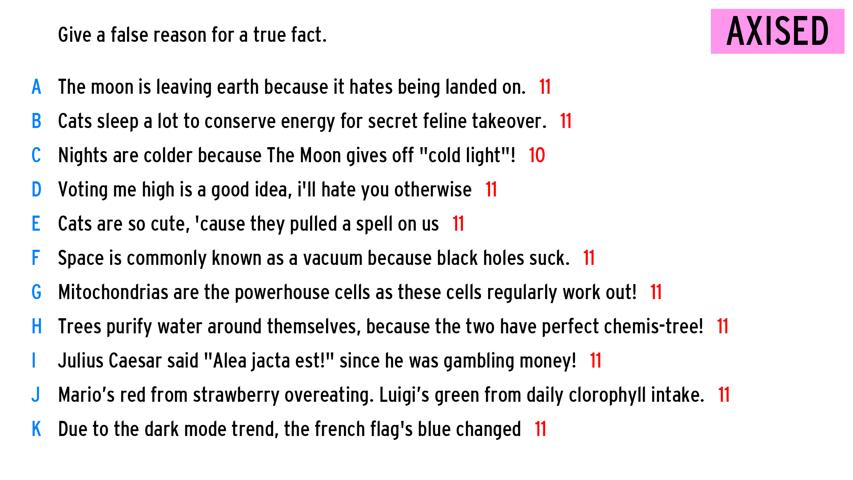 Give a false reason for a true fact.
AXISED
A The moon is leaving earth because it hates being landed on. 11
B Cats sleep a lot to conserve energy for secret feline takeover. 11
C Nights are colder because The Moon gives off "cold light"! 10
D Voting me high is a good idea, i'll hate you otherwise 11
E Cats are so cute, 'cause they pulled a spell on us 11
F Space is commonly known as a vacuum because black holes suck. 11
G Mitochondrias are the powerhouse cells as these cells regularly work out! 11
H Trees purify water around themselves, because the two have perfect chemis-tree! 11
I Julius Caesar said "Alea jacta est!" since he was gambling money! 11
J Mario's red from strawberry overeating. Luigi's green from daily clorophyll intake. 11
K Due to the dark mode trend, the french flag's blue changed 11